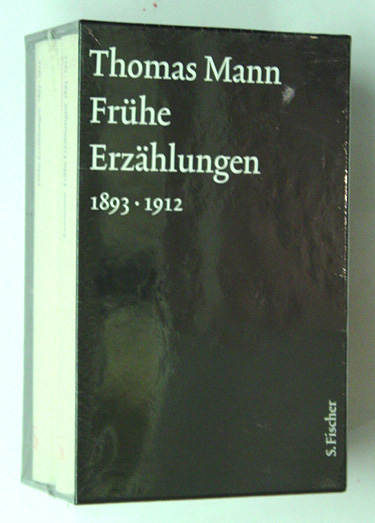 Thomas Mann
Frühe
Erzählungen
1893 · 1912
S. Fischer